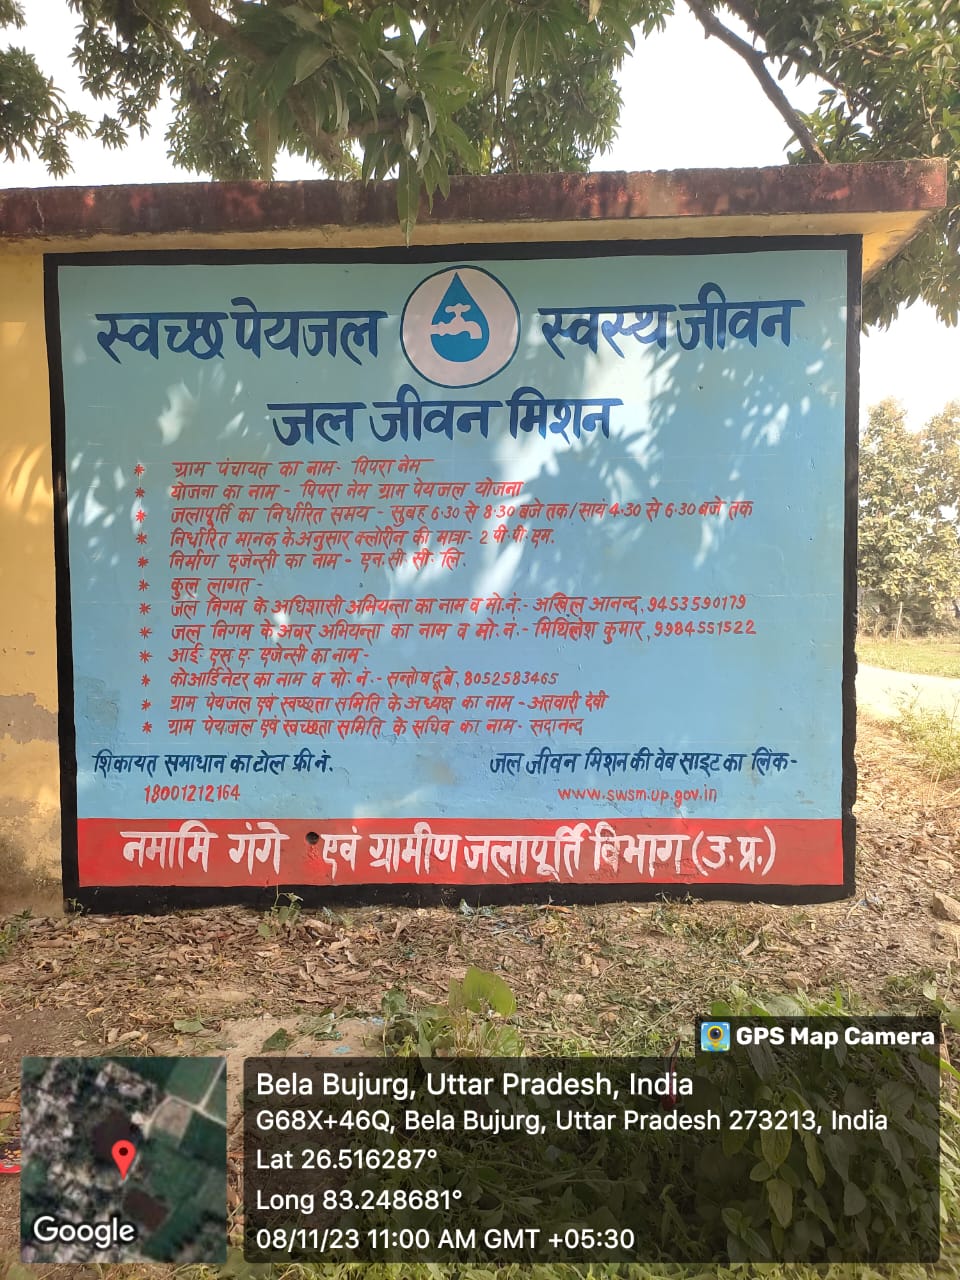 स्वच्छ पेयजल स्वस्थ जीवन
जल जीवन मिशन
* ग्राम पंचायत का नाम - पिपरा नेम
* योजना का नाम - पिपरा नेम ग्राम पेयजल योजना
* जलापूर्ति का निर्धारित समय - सुबह 6.30 से 8.30 बजे तक/सायं 4.30 से 6.30 बजे तक
* निर्धारित मानक के अनुसार क्लोरीन की मात्रा - 2 पी.पी.एम.
* निर्माण एजेन्सी का नाम - एन.सी.सी. लि.
* कुल लागत -
* जल निगम के अधिशासी अभियन्ता का नाम व मो.नं.- अखिल आनन्द, 9453590179
* जल निगम के अवर अभियन्ता का नाम व मो.नं.- मिथिलेश कुमार, 9984551522
* आई. एस. ए. एजेन्सी का नाम -
* कोआर्डिनेटर का नाम व मो. नं. - सन्तोष दूबे, 8052583465
* ग्राम पेयजल एवं स्वच्छता समिति के अध्यक्ष का नाम - अतवारी देवी
* ग्राम पेयजल एवं स्वच्छता समिति के सचिव का नाम - सदानन्द
शिकायत समाधान का टोल फ्री नं. जल जीवन मिशन की वेब साइट का लिंक -
18001212164 www.swsm.up.gov.in
नमामि गंगे एवं ग्रामीण जलापूर्ति विभाग (उ.प्र.)
GPS Map Camera
Bela Bujurg, Uttar Pradesh, India
G68X+46Q, Bela Bujurg, Uttar Pradesh 273213, India
Lat 26.516287°
Long 83.248681°
08/11/23 11:00 AM GMT +05:30
Google